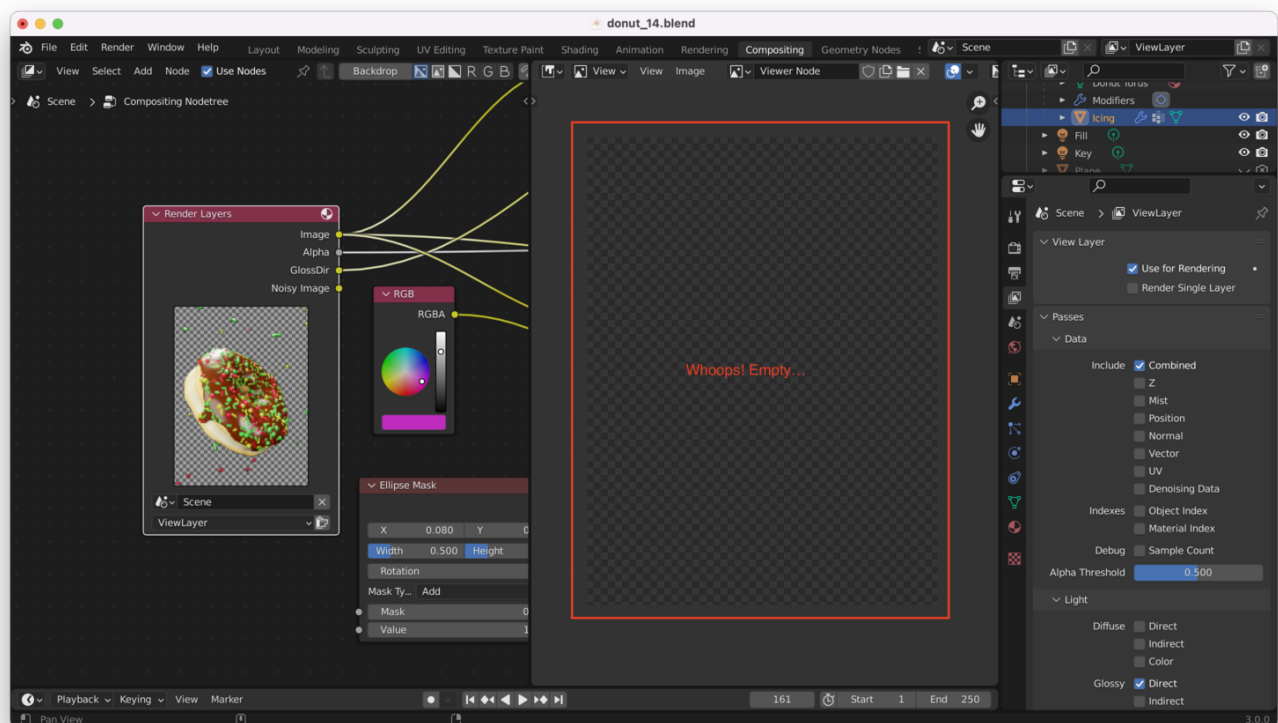 donut_14.blend
File Edit Render Window Help Layout Modeling Sculpting UV Editing Texture Paint Shading Animation Rendering Compositing Geometry Nodes Scene ViewLayer
View Select Add Node Use Nodes Backdrop R G B View View Image Viewer Node
Scene > Compositing Nodetree
Render Layers
Image
Alpha
GlossDir
Noisy Image
Scene
ViewLayer
RGB
RGBA
Ellipse Mask
X 0.080 Y 0
Width 0.500 Height
Rotation
Mask Ty... Add
Mask 0
Value 1
Whoops! Empty…
Donut Torus
Modifiers
Icing
Fill
Key
Plane
Scene > ViewLayer
View Layer
Use for Rendering
Render Single Layer
Passes
Data
Include Combined
Z
Mist
Position
Normal
Vector
UV
Denoising Data
Indexes Object Index
Material Index
Debug Sample Count
Alpha Threshold 0.500
Light
Diffuse Direct
Indirect
Color
Glossy Direct
Indirect
Playback Keying View Marker 161 Start 1 End 250
Pan View 3.0.0